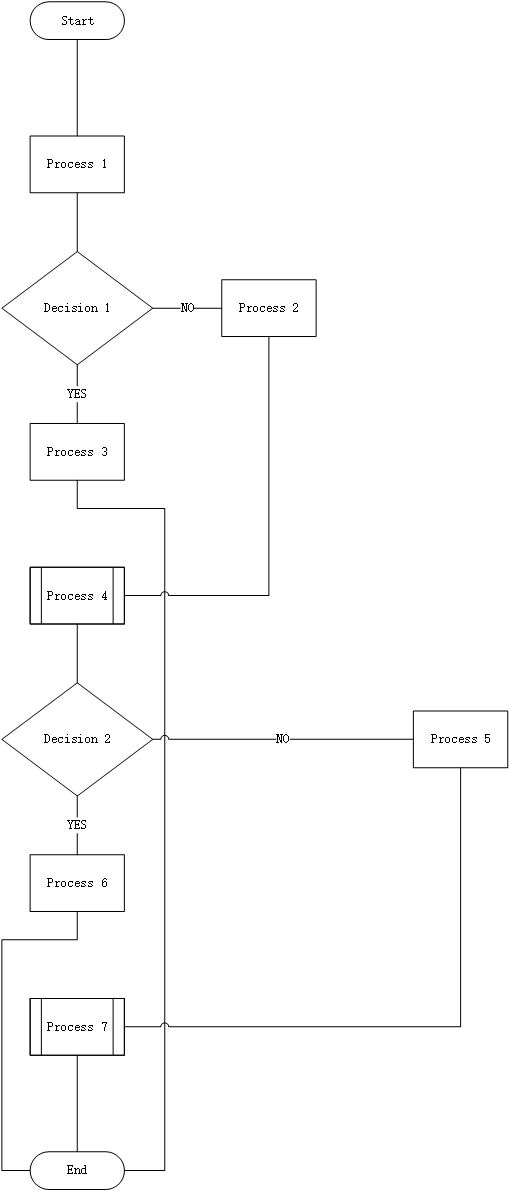 Start
Process 1
Decision 1
NO
Process 2
YES
Process 3
Process 4
Decision 2
NO
Process 5
YES
Process 6
Process 7
End